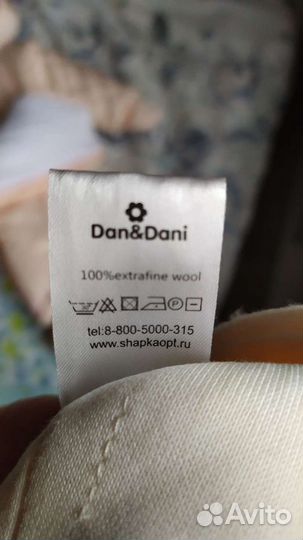 Dan&Dani
100%extrafine wool
tel:8-800-5000-315
www.shapkaopt.ru
Avito